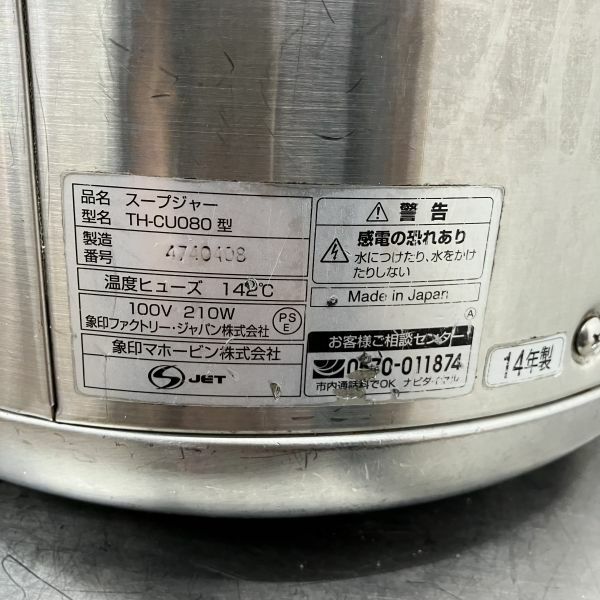 品名 スープジャー
型名 TH-CU080 型
製造
番号 4740408
温度ヒューズ 142℃
100V 210W
象印ファクトリー・ジャパン株式会社
PS
E
象印マホービン株式会社
S JET
警告
感電の恐れあり
水につけたり、水をかけ
たりしない
Made in Japan
A
お客様ご相談センター
0570-011874
市内通話料でOK ナビダイヤル
14年製